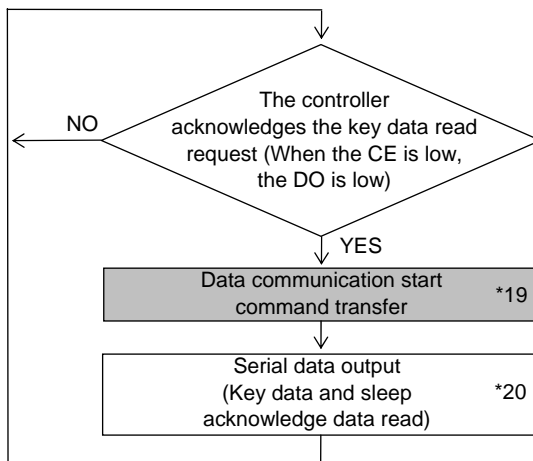 The controller
acknowledges the key data read
request (When the CE is low,
the DO is low)
NO
YES
Data communication start
command transfer
*19
Serial data output
(Key data and sleep
acknowledge data read)
*20